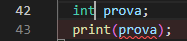 42 int prova;
43 print(prova);